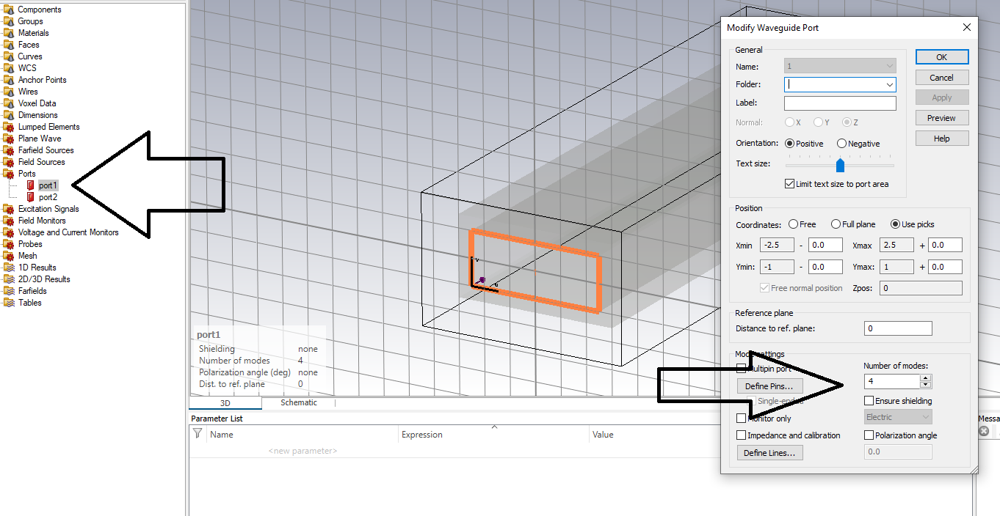 Components
Groups
Materials
Faces
Curves
WCS
Anchor Points
Wires
Voxel Data
Dimensions
Lumped Elements
Plane Wave
Farfield Sources
Field Sources
Ports
port1
port2
Excitation Signals
Field Monitors
Voltage and Current Monitors
Probes
Mesh
1D Results
2D/3D Results
Farfields
Tables
v
u
port1
Shielding none
Number of modes 4
Polarization angle (deg) none
Dist. to ref. plane 0
3D Schematic
Parameter List
Name Expression Value
<new parameter>
Modify Waveguide Port
General
Name: 1
Folder:
Label:
Normal: X Y Z
Orientation: Positive Negative
Text size:
Limit text size to port area
OK
Cancel
Apply
Preview
Help
Position
Coordinates: Free Full plane Use picks
Xmin -2.5 - 0.0 Xmax 2.5 + 0.0
Ymin: -1 - 0.0 Ymax: 1 + 0.0
Free normal position Zpos: 0
Reference plane
Distance to ref. plane: 0
Mode settings
Multipin port
Define Pins...
Single-ended
Monitor only
Impedance and calibration
Define Lines...
Number of modes:
4
Ensure shielding
Electric
Polarization angle
0.0
Messa